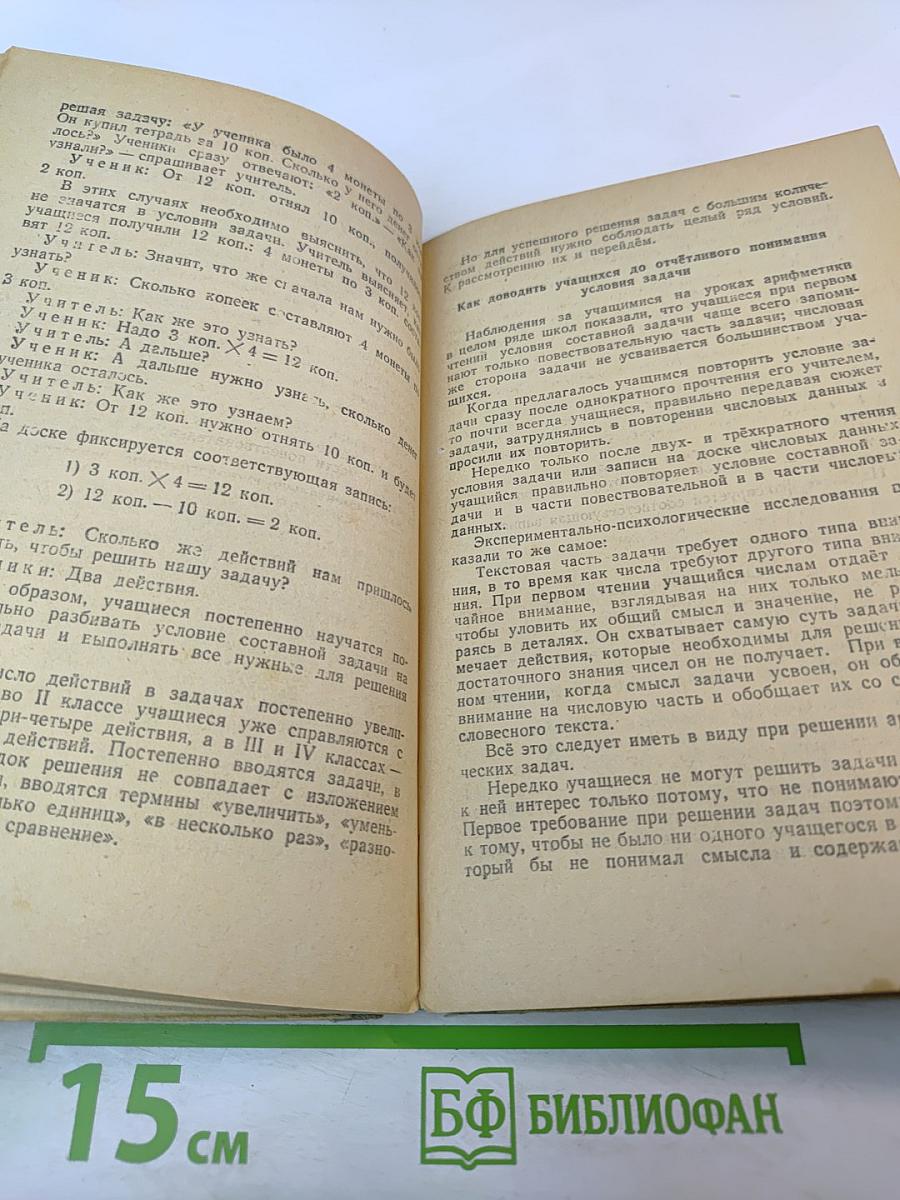 решая задачу: «У ученика было 4 монеты по 3
Он купил тетрадь за 10 коп. Сколько у него денег
лось?» Ученики сразу отвечают: «2 коп.» — «Как
узнали?» — спрашивает учитель.
Ученик: От 12 коп. отнял 10 коп., получил
2 коп.
В этих случаях необходимо выяснить, что 12
не значатся в условии задачи. Учитель выясняет, как
учащиеся получили 12 коп.: 4 монеты по 3 коп. соста-
вят 12 коп.
Учитель: Значит, что же сначала нам нужно было
узнать?
Ученик: Сколько копеек составляют 4 монеты по
3 коп.
Учитель: Как же это узнать?
Ученик: Надо 3 коп. × 4 = 12 коп.
Учитель: А дальше?
Ученик: А дальше нужно узнать, сколько денег
ученика осталось.
Учитель: Как же это узнаем?
Ученик: От 12 коп. нужно отнять 10 коп. и будет
п.
На доске фиксируется соответствующая запись:
1) 3 коп. × 4 = 12 коп.
2) 12 коп. — 10 коп. = 2 коп.
итель: Сколько же действий нам пришлось
ть, чтобы решить нашу задачу?
ники: Два действия.
образом, учащиеся постепенно научатся по-
льно разбивать условие составной задачи на
дачи и выполнять все нужные для решения
исло действий в задачах постепенно увели-
во II классе учащиеся уже справляются с
ри-четыре действия, а в III и IV классах —
действий. Постепенно вводятся задачи, в
док решения не совпадает с изложением
и, вводятся термины «увеличить», «умень-
лько единиц», «в несколько раз», «разно-
сравнение».
Но для успешного решения задач с большим количе-
ством действий нужно соблюдать целый ряд условий.
К рассмотрению их и перейдём.
Как доводить учащихся до отчётливого понимания
условия задачи
Наблюдения за учащимися на уроках арифметики
в целом ряде школ показали, что учащиеся при первом
чтении условия составной задачи чаще всего запоми-
нают только повествовательную часть задачи; числовая
же сторона задачи не усваивается большинством уча-
щихся.
Когда предлагалось учащимся повторить условие за-
дачи сразу после однократного прочтения его учителем,
то почти всегда учащиеся, правильно передавая сюжет
задачи, затруднялись в повторении числовых данных и
просили их повторить.
Нередко только после двух- и трёхкратного чтения
условия задачи или записи на доске числовых данных
учащийся правильно повторяет условие составной за-
дачи и в части повествовательной и в части числовы
данных.
Экспериментально-психологические исследования п
казали то же самое:
Текстовая часть задачи требует одного типа вним
ния, в то время как числа требуют другого типа вни
ния. При первом чтении учащийся числам отдаёт
чайное внимание, взглядывая на них только мель
чтобы уловить их общий смысл и значение, не р
раясь в деталях. Он схватывает самую суть задачи
мечает действия, которые необходимы для решен
достаточного знания чисел он не получает. При в
ном чтении, когда смысл задачи усвоен, он об
внимание на числовую часть и обобщает их со с
словесного текста.
Всё это следует иметь в виду при решении ар
ческих задач.
Нередко учащиеся не могут решить задачи
к ней интерес только потому, что не понимают
Первое требование при решении задач поэтом
к тому, чтобы не было ни одного учащегося в
торый бы не понимал смысла и содержа
15 см
БФ БИБЛИОФАН